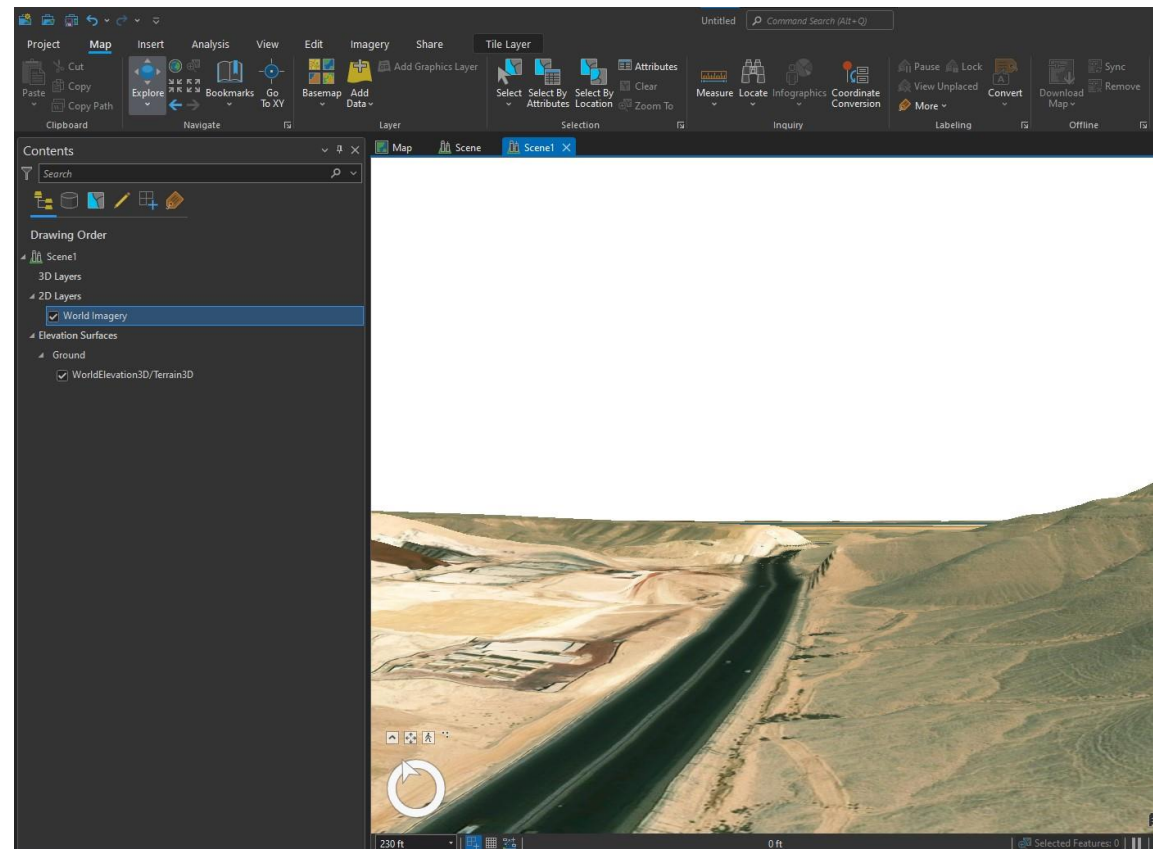 Untitled
Command Search (Alt+Q)
Project Map Insert Analysis View Edit Imagery Share Tile Layer
Paste
Cut
Copy
Copy Path
Clipboard
Explore
Bookmarks
Go
To XY
Navigate
Basemap
Add
Data
Add Graphics Layer
Layer
Select
Select By
Attributes
Select By
Location
Attributes
Clear
Zoom To
Selection
Measure
Locate
Infographics
Coordinate
Conversion
Inquiry
Pause
Lock
View Unplaced
More
Convert
Labeling
Download
Map
Sync
Remove
Offline
Contents
Search
Drawing Order
Scene1
3D Layers
2D Layers
World Imagery
Elevation Surfaces
Ground
WorldElevation3D/Terrain3D
Map Scene Scene1
230 ft
0 ft
Selected Features: 0